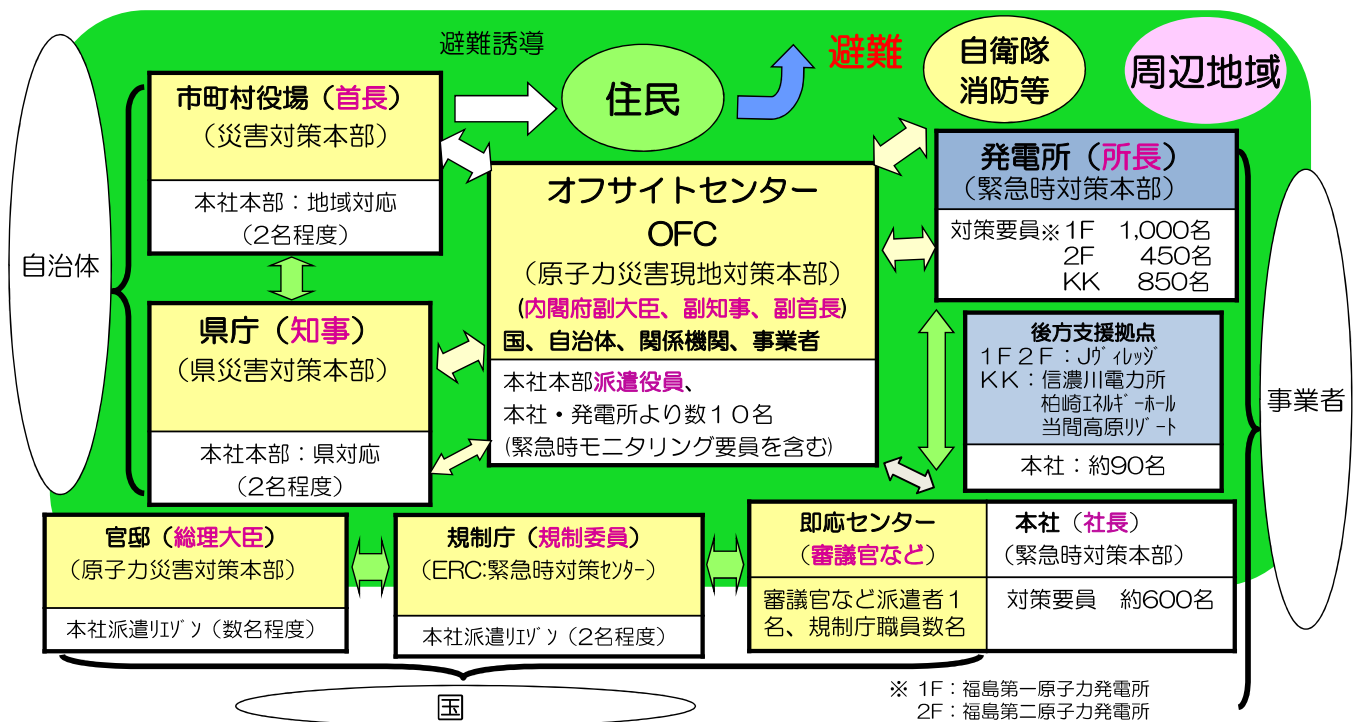 避難誘導
住民
避難
自衛隊
消防等
周辺地域
市町村役場（首長）
（災害対策本部）
本社本部：地域対応
（2名程度）
自治体
県庁（知事）
（県災害対策本部）
本社本部：県対応
（2名程度）
オフサイトセンター
OFC
（原子力災害現地対策本部）
(内閣府副大臣、副知事、副首長)
国、自治体、関係機関、事業者
本社本部派遣役員、
本社・発電所より数１０名
(緊急時モニタリング要員を含む)
発電所（所長）
（緊急時対策本部）
対策要員※1F 1,000名
2F 450名
KK 850名
後方支援拠点
１F２F：Jｳﾞｨﾚｯｼﾞ
KK：信濃川電力所
柏崎ｴﾈﾙｷﾞｰホール
当間高原ﾘｿﾞｰﾄ
本社：約90名
事業者
官邸（総理大臣）
（原子力災害対策本部）
本社派遣ﾘｴｿﾞﾝ（数名程度）
規制庁（規制委員）
（ERC:緊急時対策ｾﾝﾀｰ）
本社派遣ﾘｴｿﾞﾝ（2名程度）
即応センター
（審議官など）
審議官など派遣者１
名、規制庁職員数名
本社（社長）
（緊急時対策本部）
対策要員 約600名
国
※ 1F：福島第一原子力発電所
2F：福島第二原子力発電所